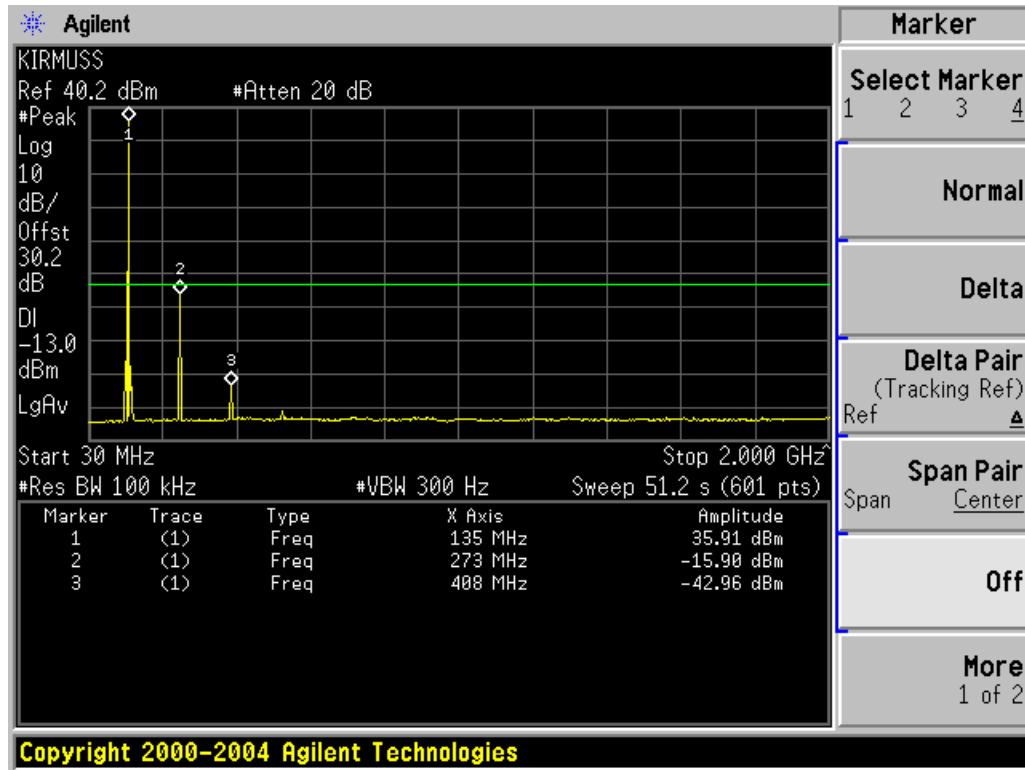 Agilent
KIRMUSS
Ref 40.2 dBm #Atten 20 dB
#Peak
Log
10
dB/
Offst
30.2
dB
DI
-13.0
dBm
LgAv
1
2
3
Start 30 MHz Stop 2.000 GHz^
#Res BW 100 kHz #VBW 300 Hz Sweep 51.2 s (601 pts)
Marker Trace Type X Axis Amplitude
1 (1) Freq 135 MHz 35.91 dBm
2 (1) Freq 273 MHz -15.90 dBm
3 (1) Freq 408 MHz -42.96 dBm
Marker
Select Marker
1 2 3 4
Normal
Delta
Delta Pair
(Tracking Ref)
Ref Δ
Span Pair
Span Center
Off
More
1 of 2
Copyright 2000-2004 Agilent Technologies